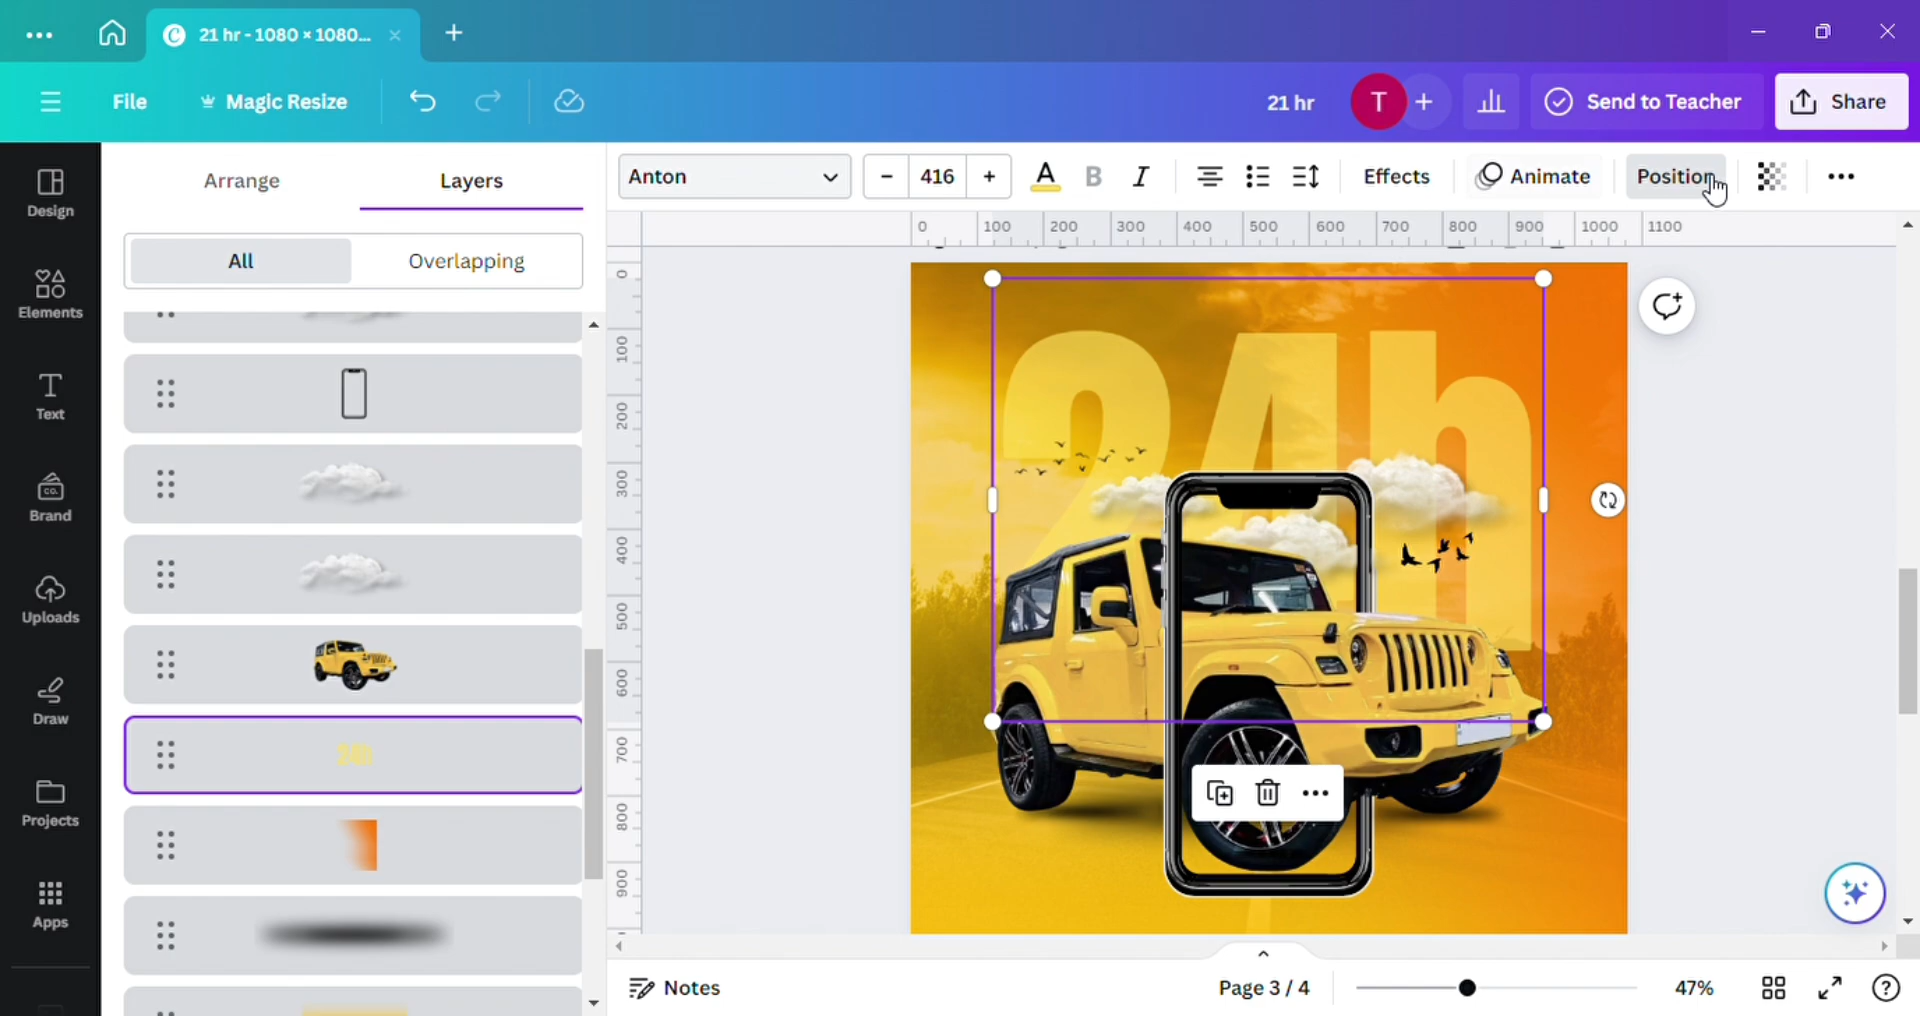 21 hr - 1080 × 1080...
File
Magic Resize
21 hr
T
Send to Teacher
Share
Design
Elements
Text
Brand
CO.
Uploads
Draw
Projects
Apps
Arrange
Layers
All
Overlapping
24h
Anton
416
A
B
I
Effects
Animate
Position
0 100 200 300 400 500 600 700 800 900 1000 1100
0
100
200
300
400
500
600
700
800
900
24h
Notes
Page 3 / 4
47%